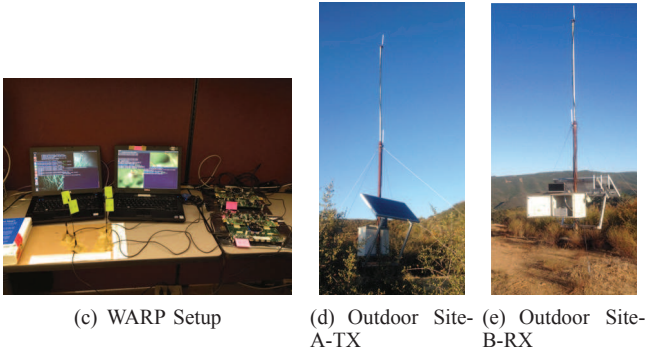 (c) WARP Setup
(d) Outdoor Site-
A-TX
(e) Outdoor Site-
B-RX